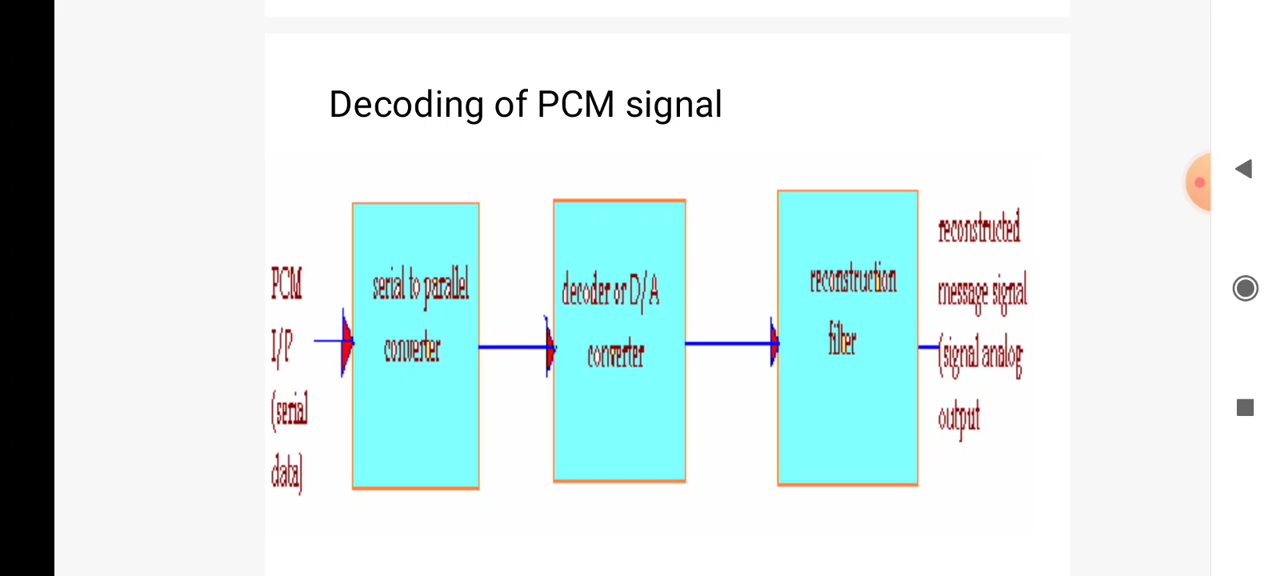 Decoding of PCM signal
PCM
I/P
(serial
data)
serial to parallel
converter
decoder or D/A
converter
reconstruction
filter
reconstructed
message signal
(signal analog
output